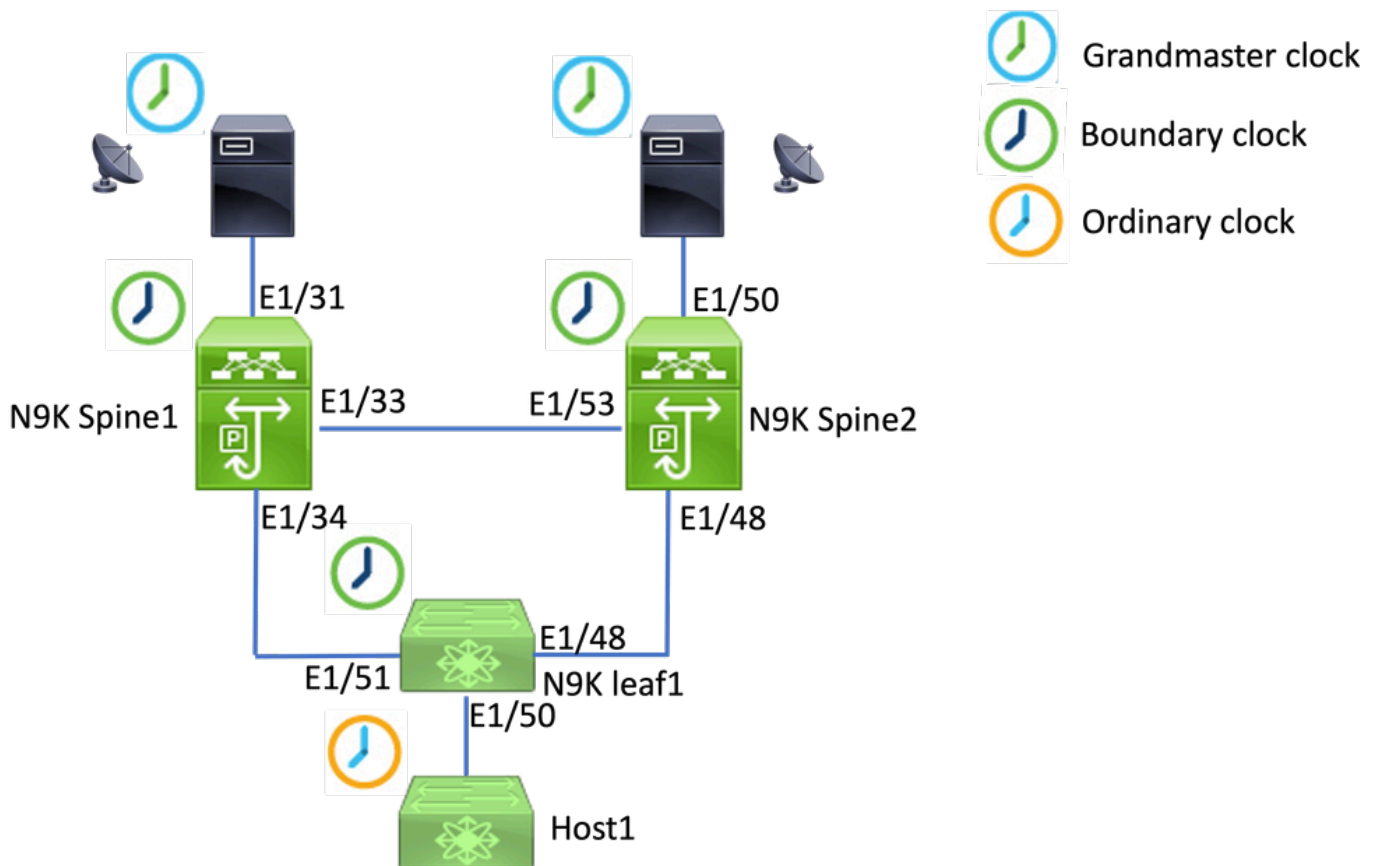 Grandmaster clock
Boundary clock
Ordinary clock
E1/31
E1/50
N9K Spine1
E1/33
E1/53
N9K Spine2
E1/34
E1/48
E1/48
E1/51
N9K leaf1
E1/50
Host1
P
P